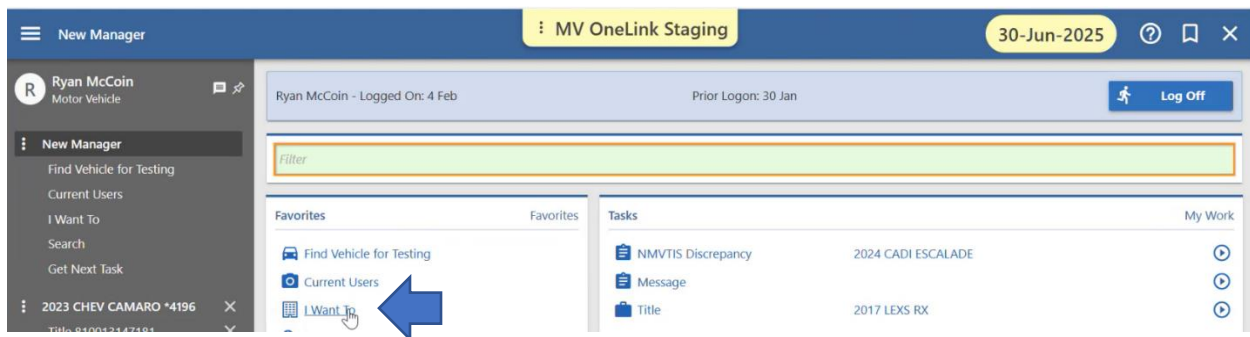 New Manager
⋮ MV OneLink Staging
30-Jun-2025
R
Ryan McCoin
Motor Vehicle
New Manager
Find Vehicle for Testing
Current Users
I Want To
Search
Get Next Task
2023 CHEV CAMARO *4196
Title 810013147181
Ryan McCoin - Logged On: 4 Feb
Prior Logon: 30 Jan
Log Off
Filter
Favorites
Favorites
Find Vehicle for Testing
Current Users
I Want To
Tasks
My Work
NMVTIS Discrepancy
2024 CADI ESCALADE
Message
Title
2017 LEXS RX